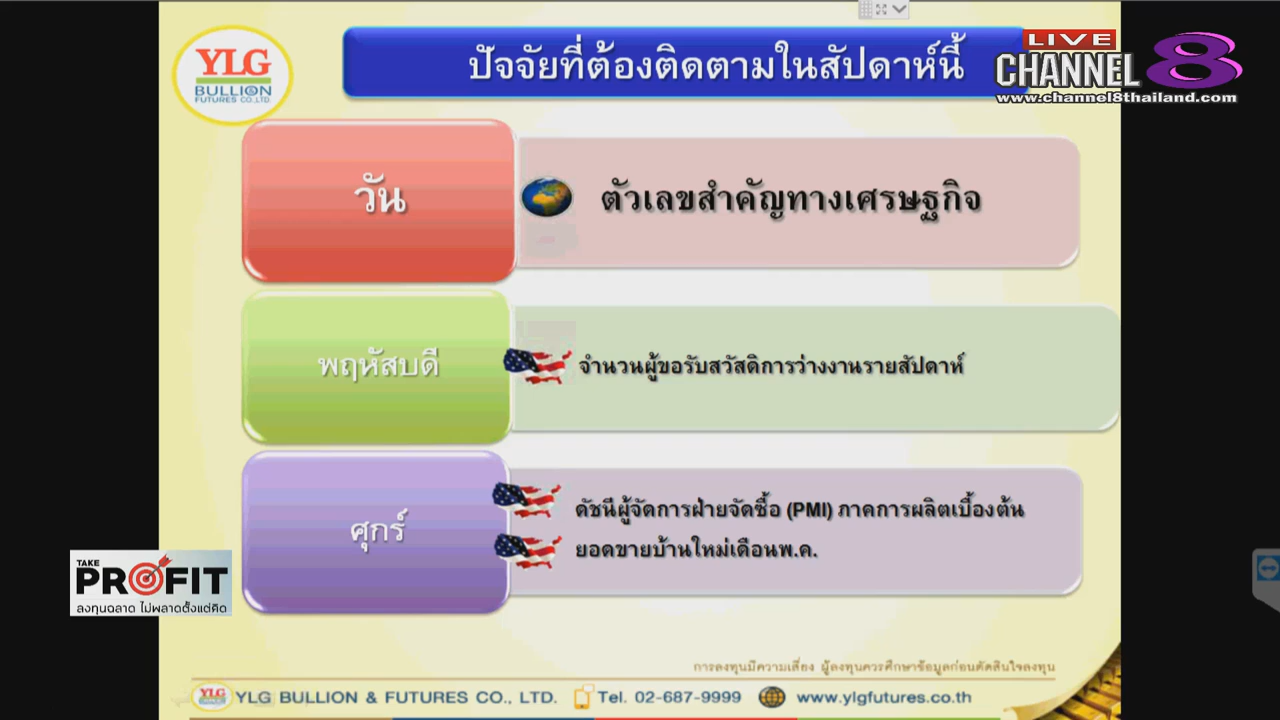 YLG
BULLION
FUTURES CO.,LTD
ปัจจัยที่ต้องติดตามในสัปดาห์นี้
LIVE
CHANNEL 8
www.channel8thailand.com
วัน
ตัวเลขสำคัญทางเศรษฐกิจ
พฤหัสบดี
จำนวนผู้ขอรับสวัสดิการว่างงานรายสัปดาห์
ศุกร์
ดัชนีผู้จัดการฝ่ายจัดซื้อ (PMI) ภาคการผลิตเบื้องต้น
ยอดขายบ้านใหม่เดือนพ.ค.
TAKE
PROFIT
ลงทุนฉลาด ไม่พลาดตั้งแต่คิด
การลงทุนมีความเสี่ยง ผู้ลงทุนควรศึกษาข้อมูลก่อนตัดสินใจลงทุน
YLG YLG BULLION & FUTURES CO., LTD. Tel. 02-687-9999 www.ylgfutures.co.th